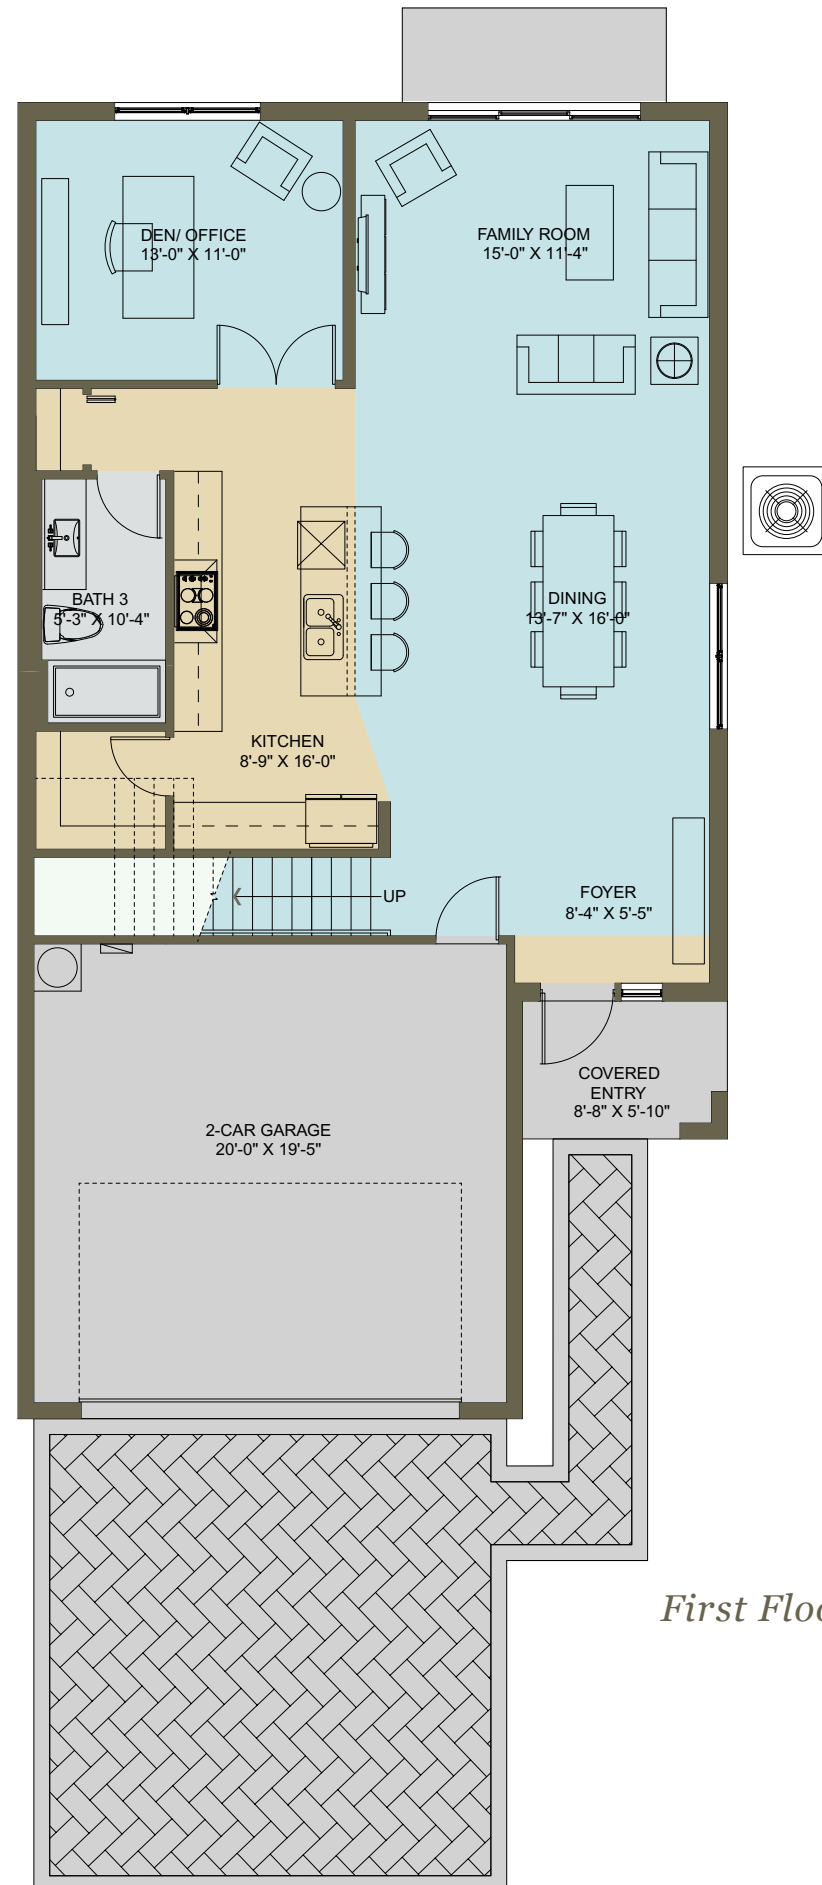 DEN/ OFFICE
13'-0" X 11'-0"
FAMILY ROOM
15'-0" X 11'-4"
BATH 3
5'-3" X 10'-4"
DINING
13'-7" X 16'-0"
KITCHEN
8'-9" X 16'-0"
UP
FOYER
8'-4" X 5'-5"
COVERED
ENTRY
8'-8" X 5'-10"
2-CAR GARAGE
20'-0" X 19'-5"
First Floo